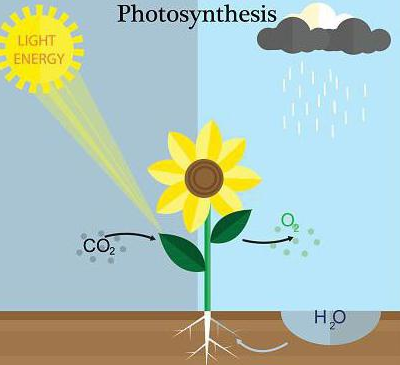 Photosynthesis
LIGHT
ENERGY
CO₂
O₂
H₂O